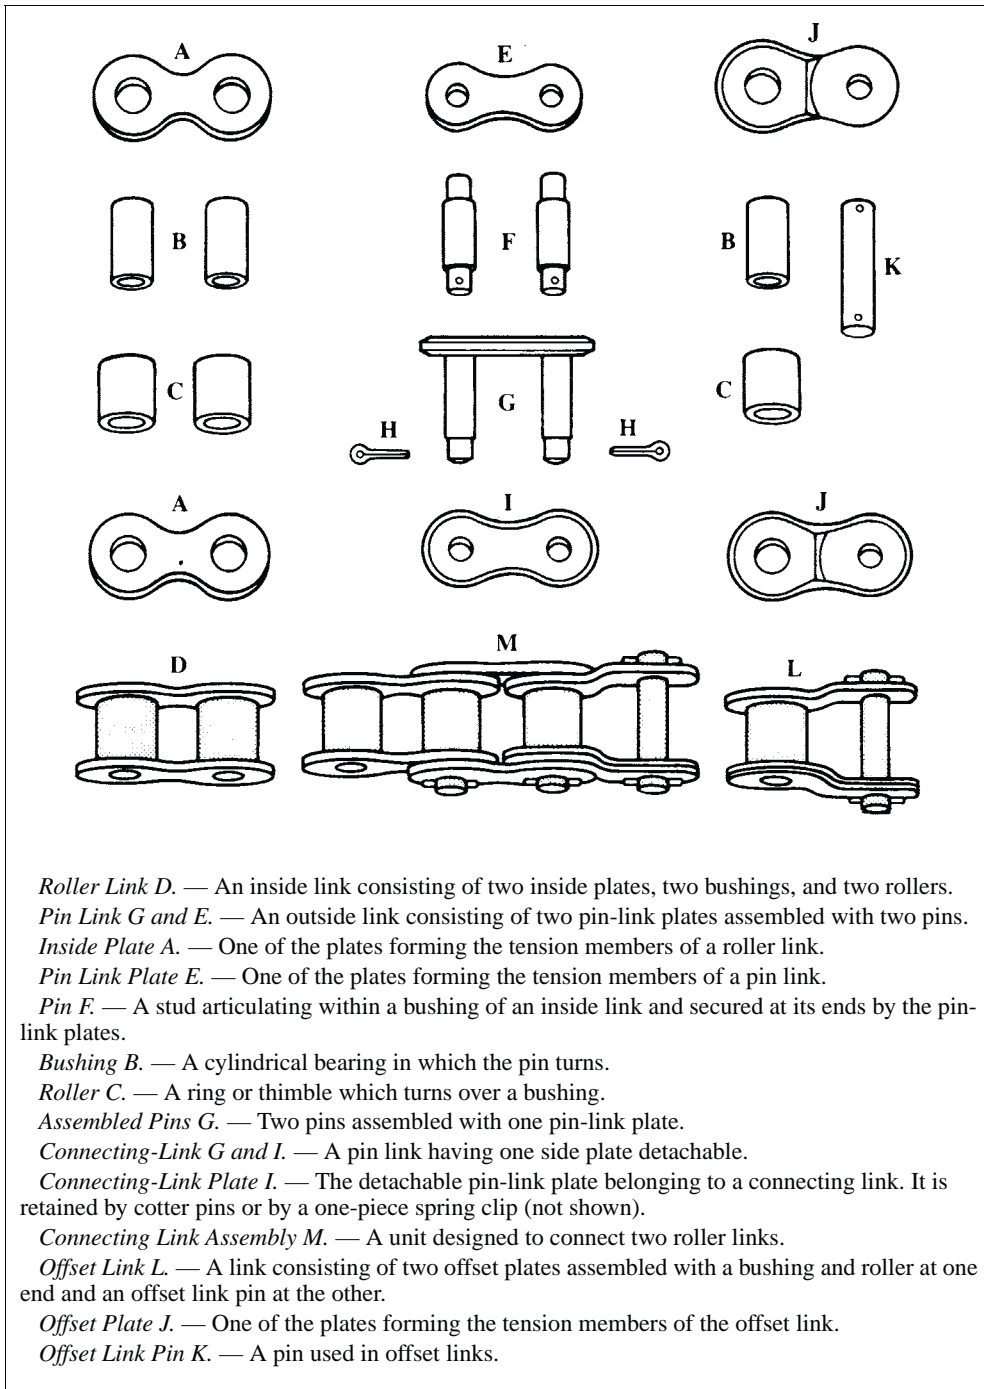 A
E
J
B
F
B
K
C
G
C
H
H
A
I
J
D
M
L
Roller Link D. — An inside link consisting of two inside plates, two bushings, and two rollers.
Pin Link G and E. — An outside link consisting of two pin-link plates assembled with two pins.
Inside Plate A. — One of the plates forming the tension members of a roller link.
Pin Link Plate E. — One of the plates forming the tension members of a pin link.
Pin F. — A stud articulating within a bushing of an inside link and secured at its ends by the pin-
link plates.
Bushing B. — A cylindrical bearing in which the pin turns.
Roller C. — A ring or thimble which turns over a bushing.
Assembled Pins G. — Two pins assembled with one pin-link plate.
Connecting-Link G and I. — A pin link having one side plate detachable.
Connecting-Link Plate I. — The detachable pin-link plate belonging to a connecting link. It is
retained by cotter pins or by a one-piece spring clip (not shown).
Connecting Link Assembly M. — A unit designed to connect two roller links.
Offset Link L. — A link consisting of two offset plates assembled with a bushing and roller at one
end and an offset link pin at the other.
Offset Plate J. — One of the plates forming the tension members of the offset link.
Offset Link Pin K. — A pin used in offset links.